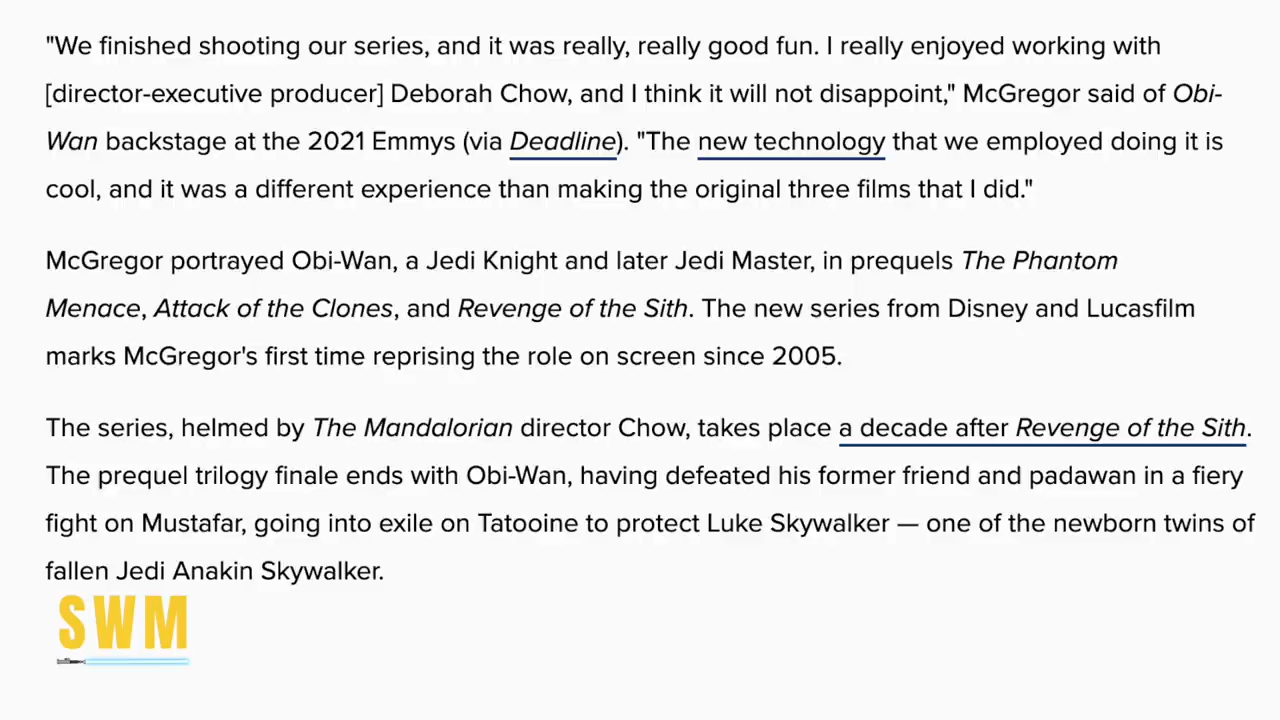 "We finished shooting our series, and it was really, really good fun. I really enjoyed working with
[director-executive producer] Deborah Chow, and I think it will not disappoint," McGregor said of Obi-
Wan backstage at the 2021 Emmys (via Deadline). "The new technology that we employed doing it is
cool, and it was a different experience than making the original three films that I did."
McGregor portrayed Obi-Wan, a Jedi Knight and later Jedi Master, in prequels The Phantom
Menace, Attack of the Clones, and Revenge of the Sith. The new series from Disney and Lucasfilm
marks McGregor's first time reprising the role on screen since 2005.
The series, helmed by The Mandalorian director Chow, takes place a decade after Revenge of the Sith.
The prequel trilogy finale ends with Obi-Wan, having defeated his former friend and padawan in a fiery
fight on Mustafar, going into exile on Tatooine to protect Luke Skywalker — one of the newborn twins of
fallen Jedi Anakin Skywalker.
SWM